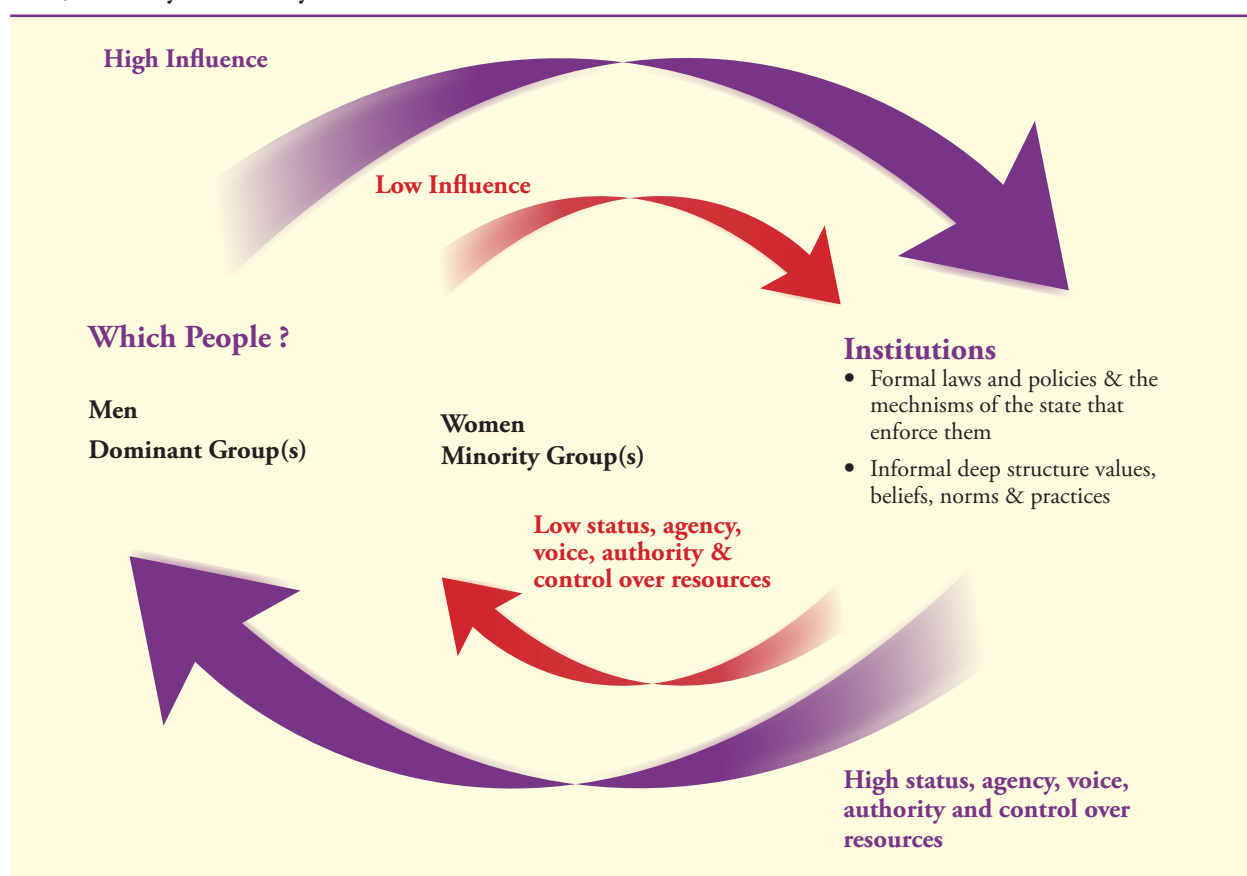 High Influence
Low Influence
Which People ?
Men
Dominant Group(s)
Women
Minority Group(s)
Institutions
• Formal laws and policies & the
mechnisms of the state that
enforce them
• Informal deep structure values,
beliefs, norms & practices
Low status, agency,
voice, authority &
control over resources
High status, agency, voice,
authority and control over
resources